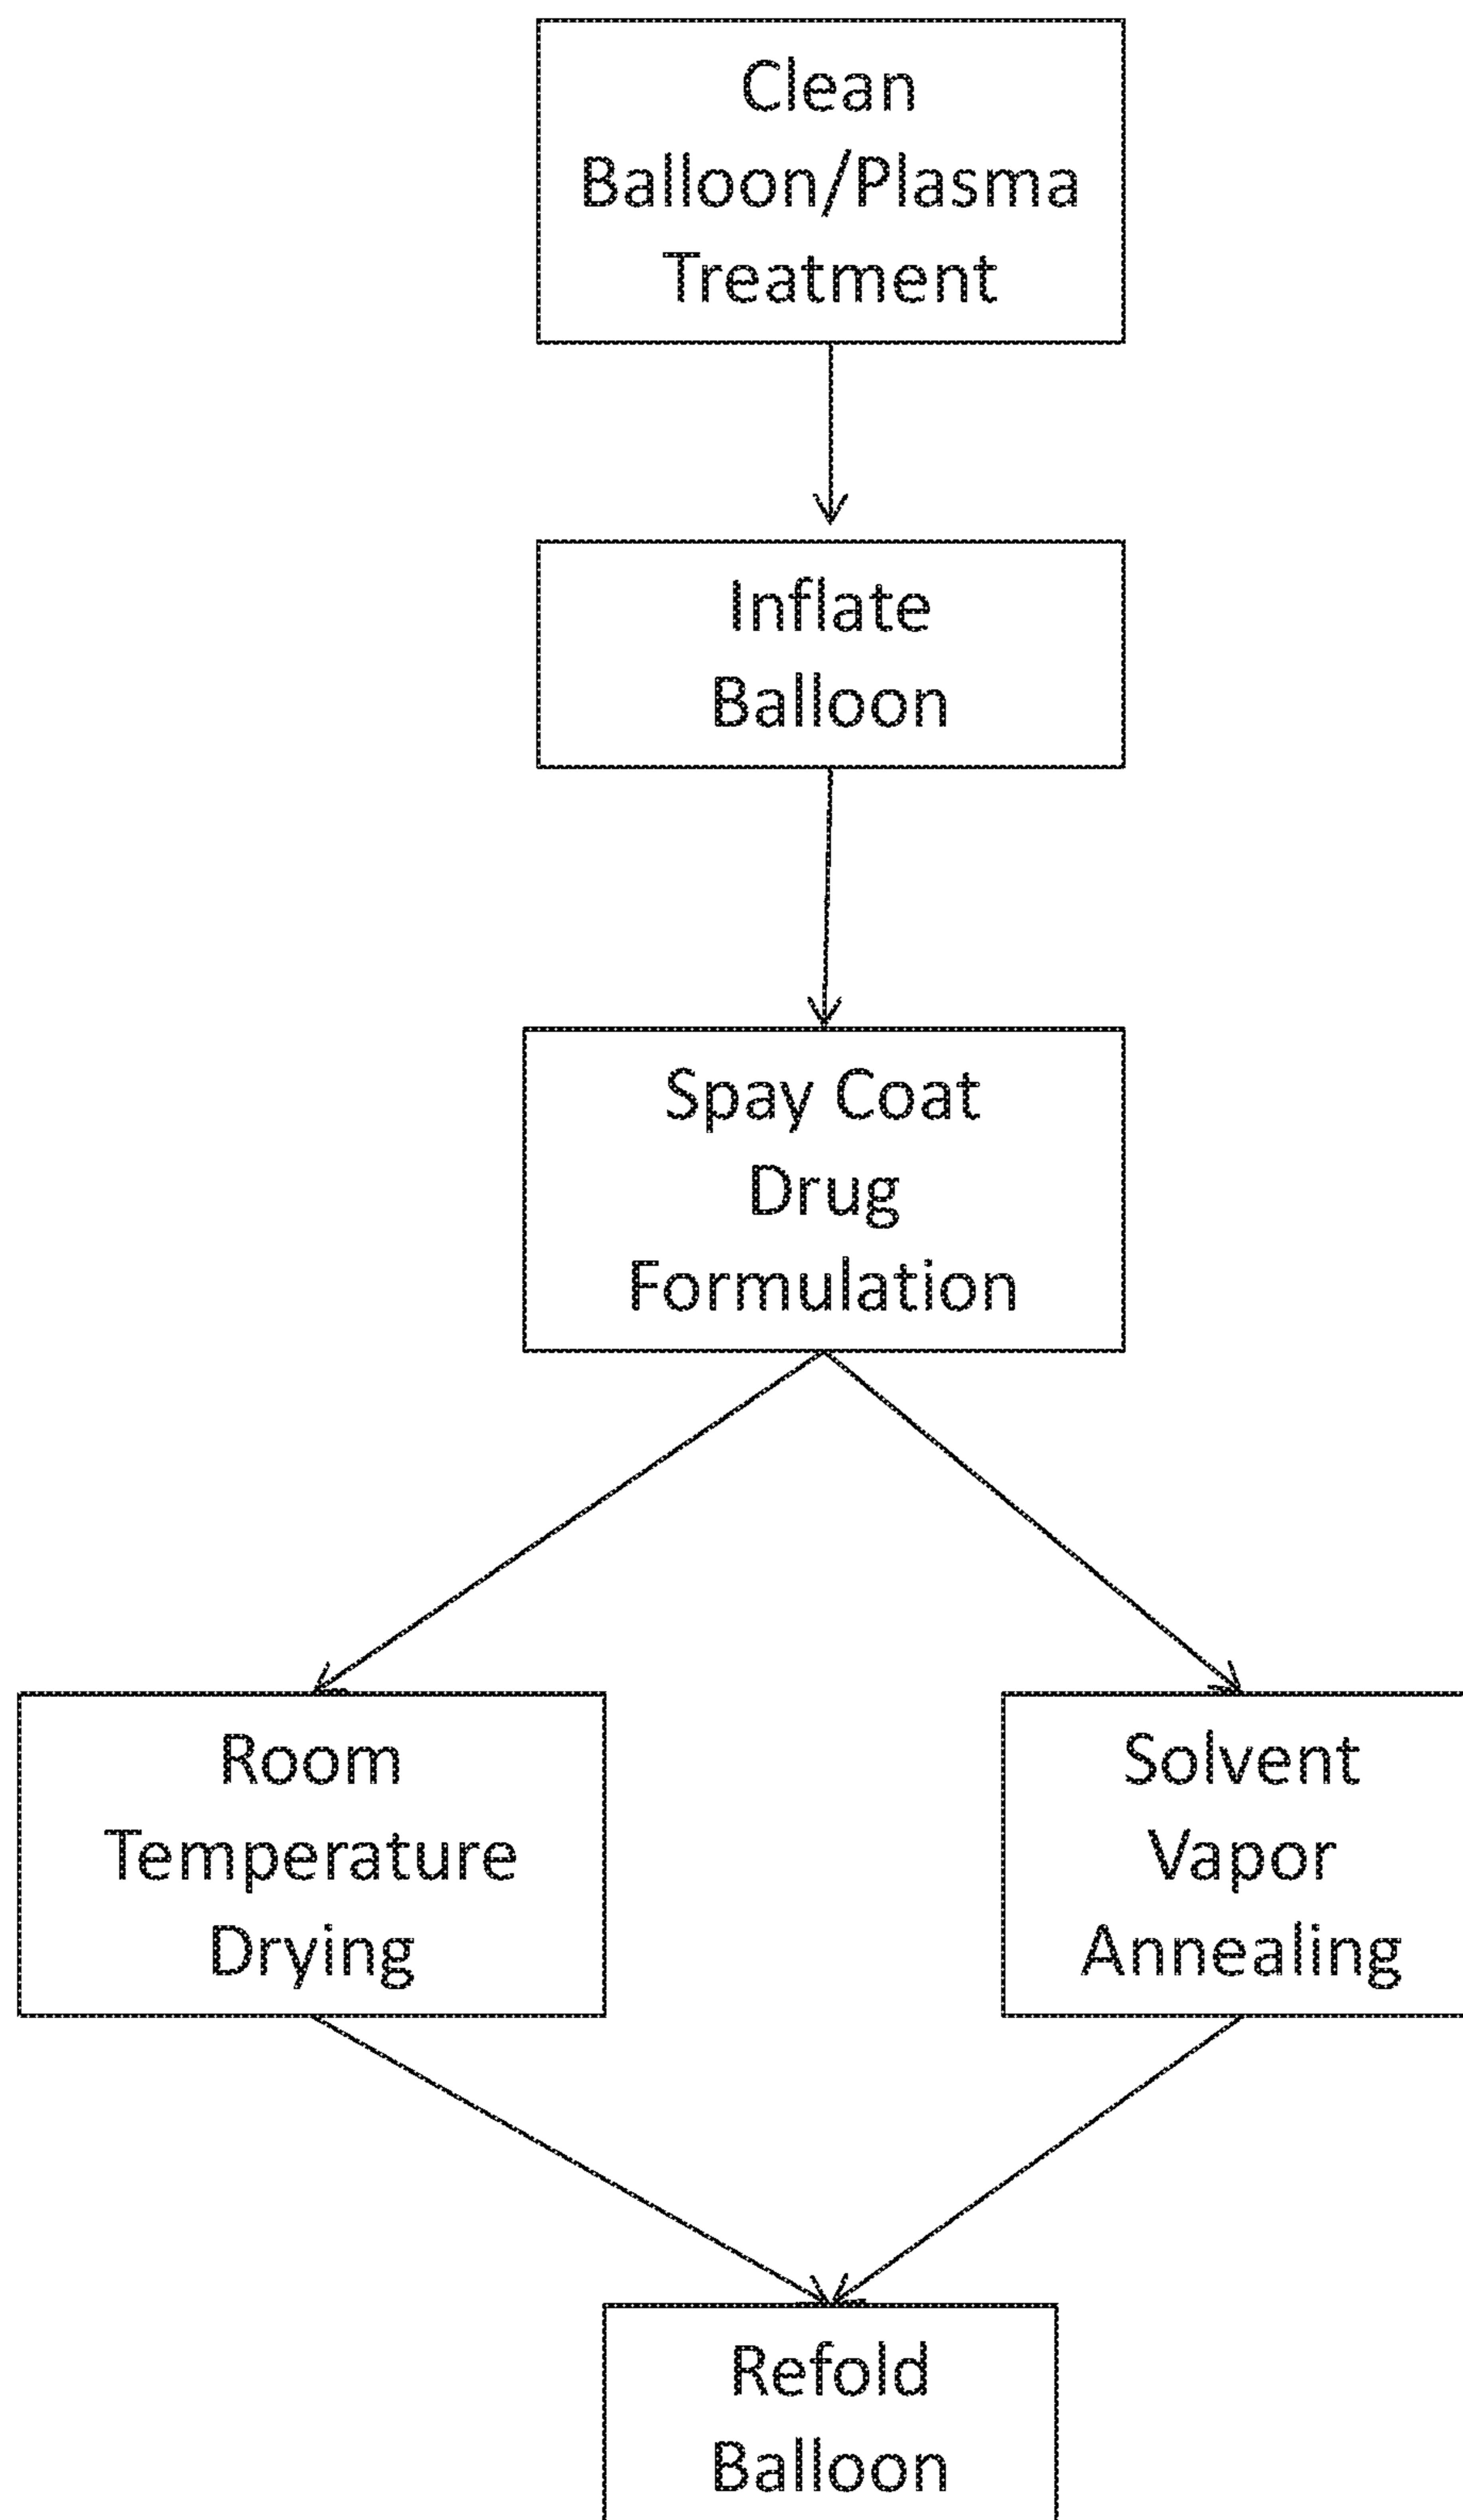 Clean
Balloon/Plasma
Treatment
Inflate
Balloon
Spay Coat
Drug
Formulation
Room
Temperature
Drying
Solvent
Vapor
Annealing
Refold
Balloon